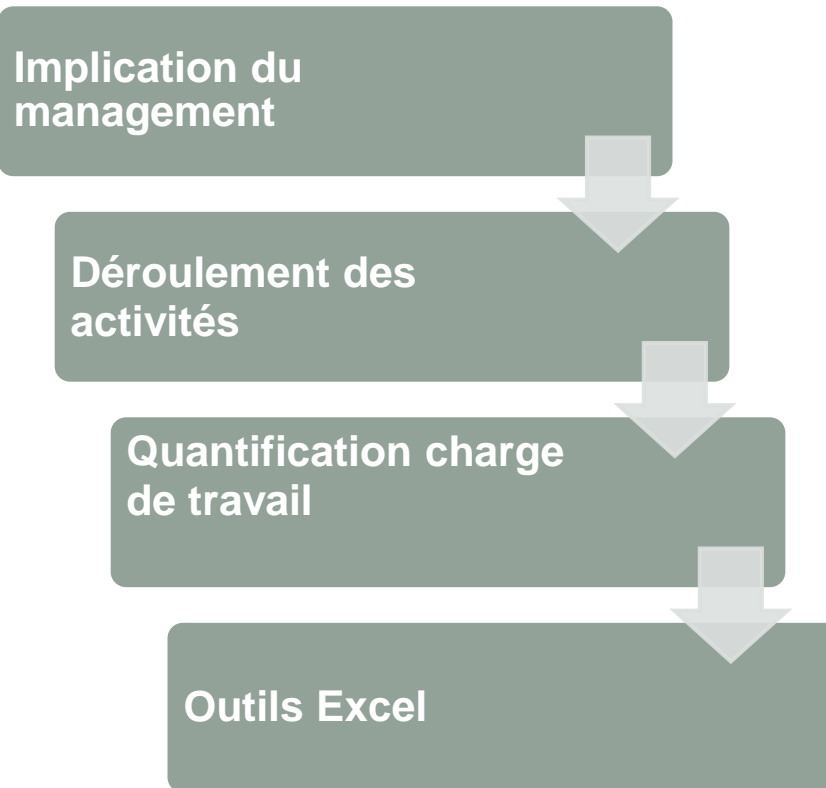 Implication du
management
Déroulement des
activités
Quantification charge
de travail
Outils Excel